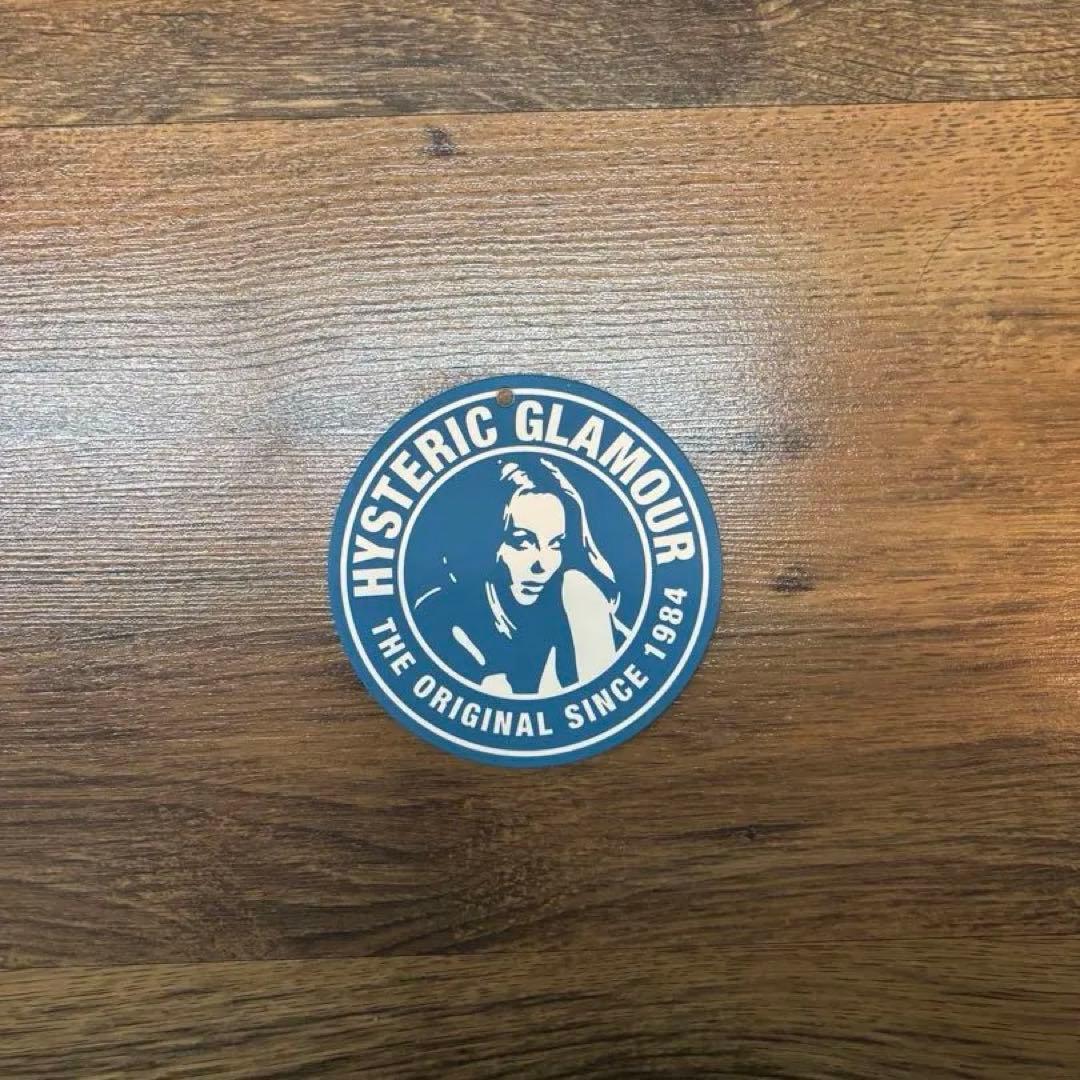 HYSTERIC GLAMOUR
THE ORIGINAL SINCE 1984